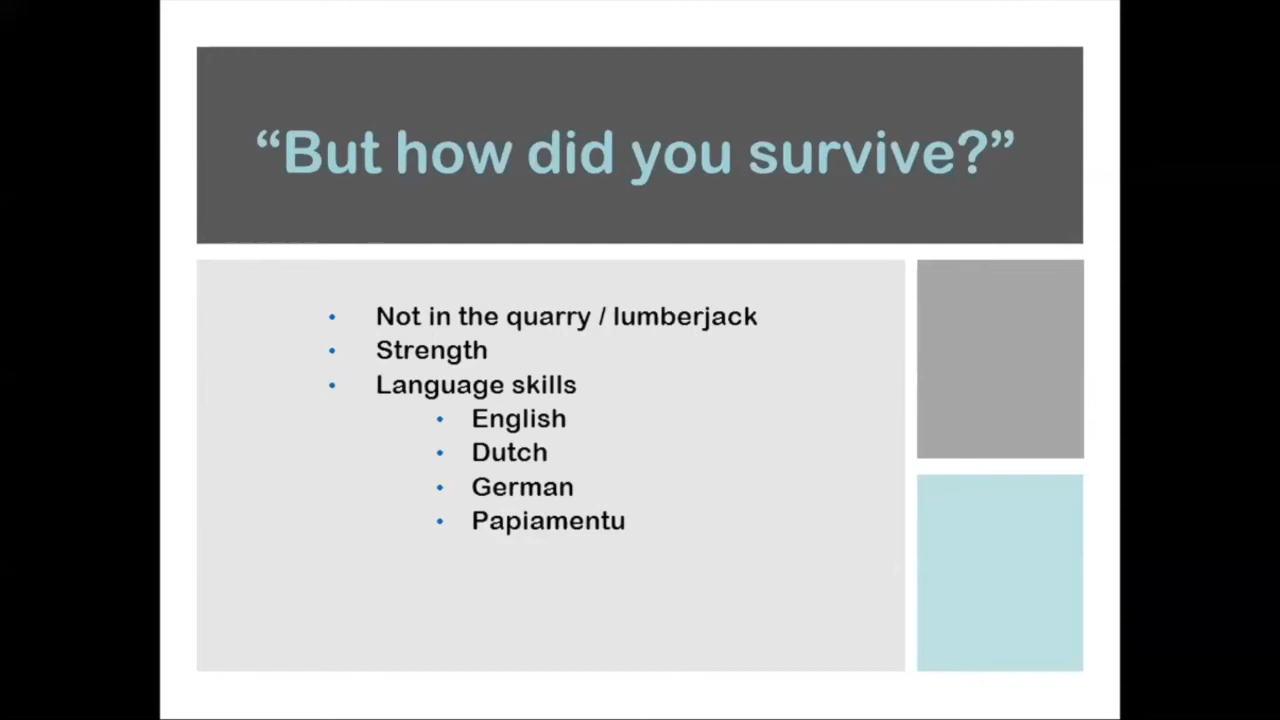 “But how did you survive?”
• Not in the quarry / lumberjack
• Strength
• Language skills
• English
• Dutch
• German
• Papiamentu